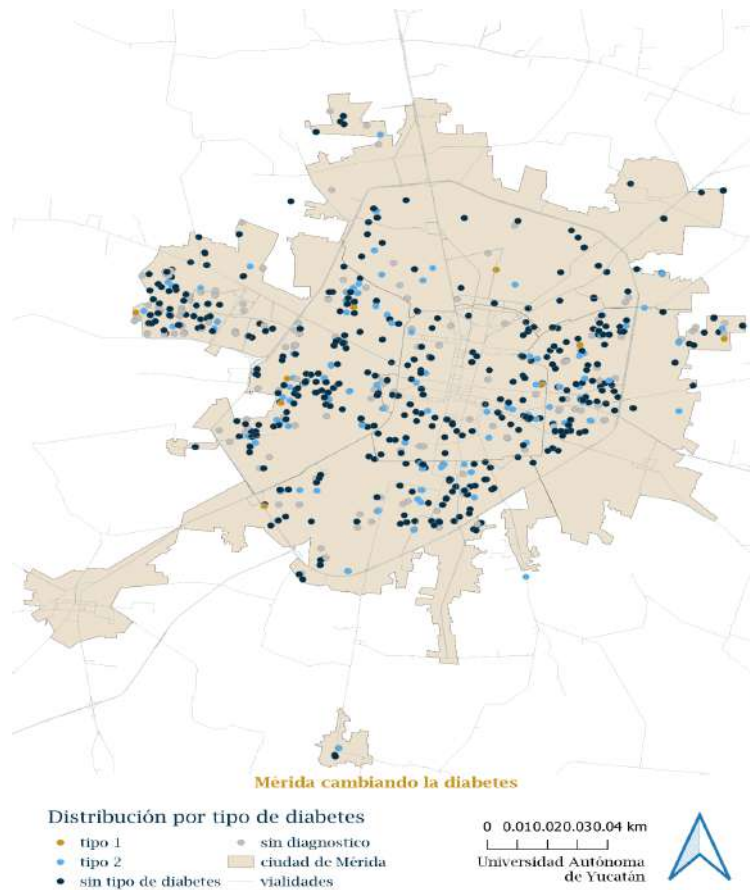 Mérida cambiando la diabetes
Distribución por tipo de diabetes
tipo 1
tipo 2
sin tipo de diabetes
sin diagnostico
ciudad de Mérida
vialidades
0 0.010.020.030.04 km
Universidad Autónoma
de Yucatán